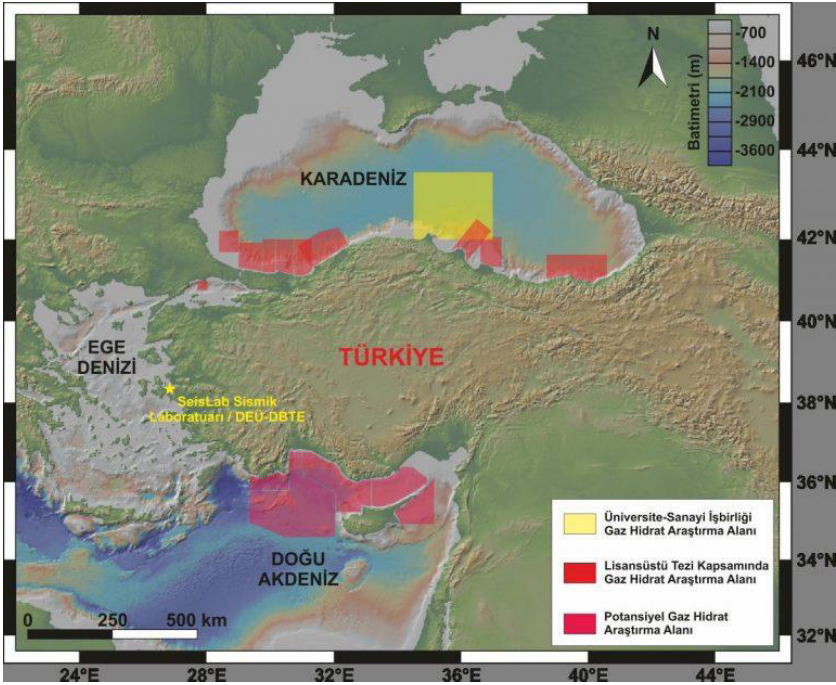 N
Batimetri (m)
-700
-1400
-2100
-2900
-3600
46°N
44°N
42°N
40°N
38°N
36°N
34°N
32°N
KARADENİZ
TÜRKİYE
EGE
DENİZİ
SeisLab Sismik
Laboratuarı / DEÜ-DBTE
DOĞU
AKDENİZ
Üniversite-Sanayi İşbirliği
Gaz Hidrat Araştırma Alanı
Lisansüstü Tezi Kapsamında
Gaz Hidrat Araştırma Alanı
Potansiyel Gaz Hidrat
Araştırma Alanı
0 250 500 km
24°E 28°E 32°E 36°E 40°E 44°E